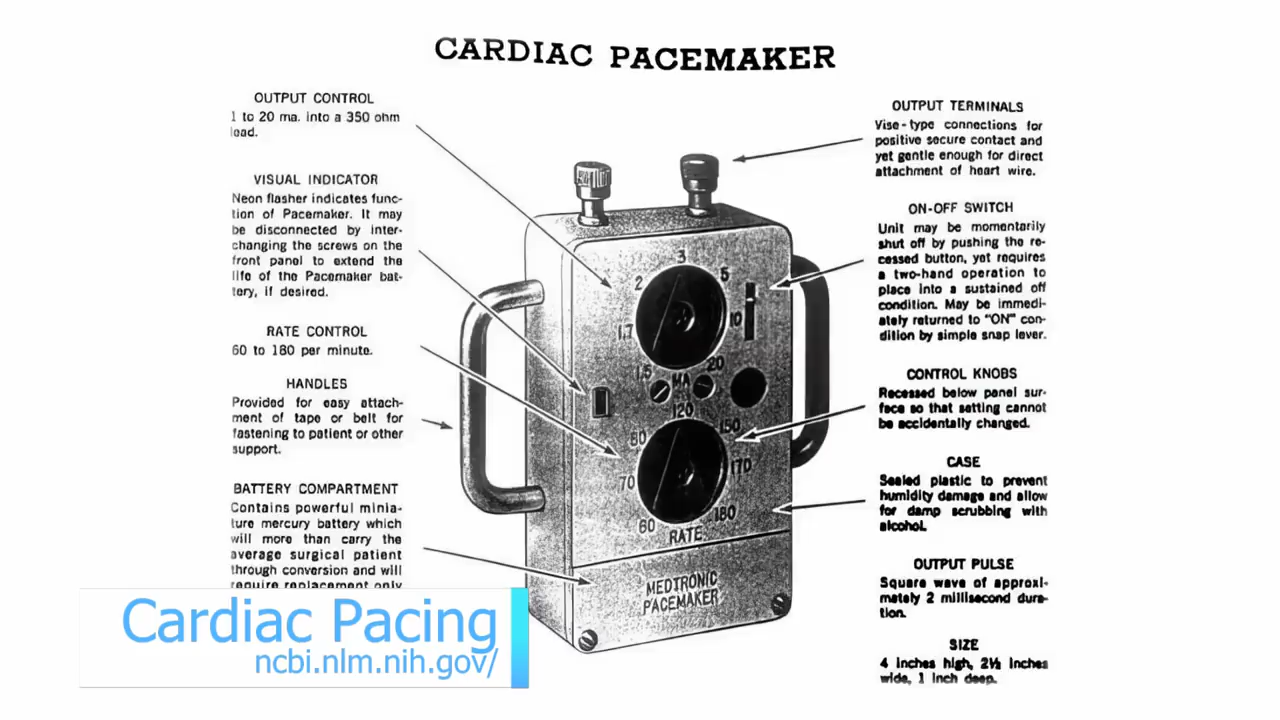 CARDIAC PACEMAKER
OUTPUT CONTROL
1 to 20 ma. into a 350 ohm
load.
VISUAL INDICATOR
Neon flasher indicates func-
tion of Pacemaker. It may
be disconnected by inter-
changing the screws on the
front panel to extend the
life of the Pacemaker bat-
tery, if desired.
RATE CONTROL
60 to 180 per minute.
HANDLES
Provided for easy attach-
ment of tape or belt for
fastening to patient or other
support.
BATTERY COMPARTMENT
Contains powerful minia-
ture mercury battery which
will more than carry the
average surgical patient
through conversion and will
require replacement only
3
2
5
1.7
10
1.5
20
MA
120
80
150
70
170
60
180
RATE
MEDTRONIC
PACEMAKER
OUTPUT TERMINALS
Vise-type connections for
positive secure contact and
yet gentle enough for direct
attachment of heart wire.
ON-OFF SWITCH
Unit may be momentarily
shut off by pushing the re-
cessed button, yet requires
a two-hand operation to
place into a sustained off
condition. May be immedi-
ately returned to "ON" con-
dition by simple snap lever.
CONTROL KNOBS
Recessed below panel sur-
face so that setting cannot
be accidentally changed.
CASE
Sealed plastic to prevent
humidity damage and allow
for damp scrubbing with
alcohol.
OUTPUT PULSE
Square wave of approxi-
mately 2 millisecond dura-
tion.
SIZE
4 inches high, 2½ inches
wide, 1 inch deep.
Cardiac Pacing
ncbi.nlm.nih.gov/